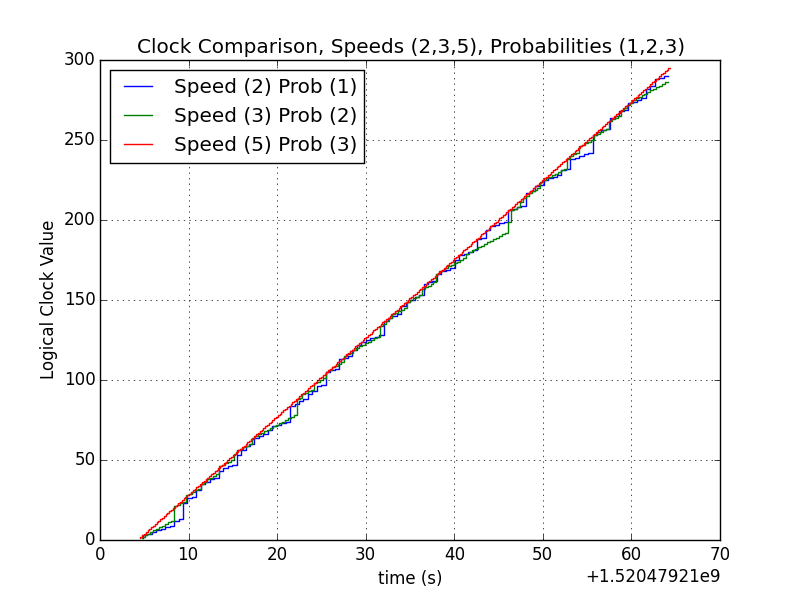 Clock Comparison, Speeds (2,3,5), Probabilities (1,2,3)
300
250
200
150
100
50
0
Logical Clock Value
Speed (2) Prob (1)
Speed (3) Prob (2)
Speed (5) Prob (3)
0 10 20 30 40 50 60 70
time (s)
+1.52047921e9